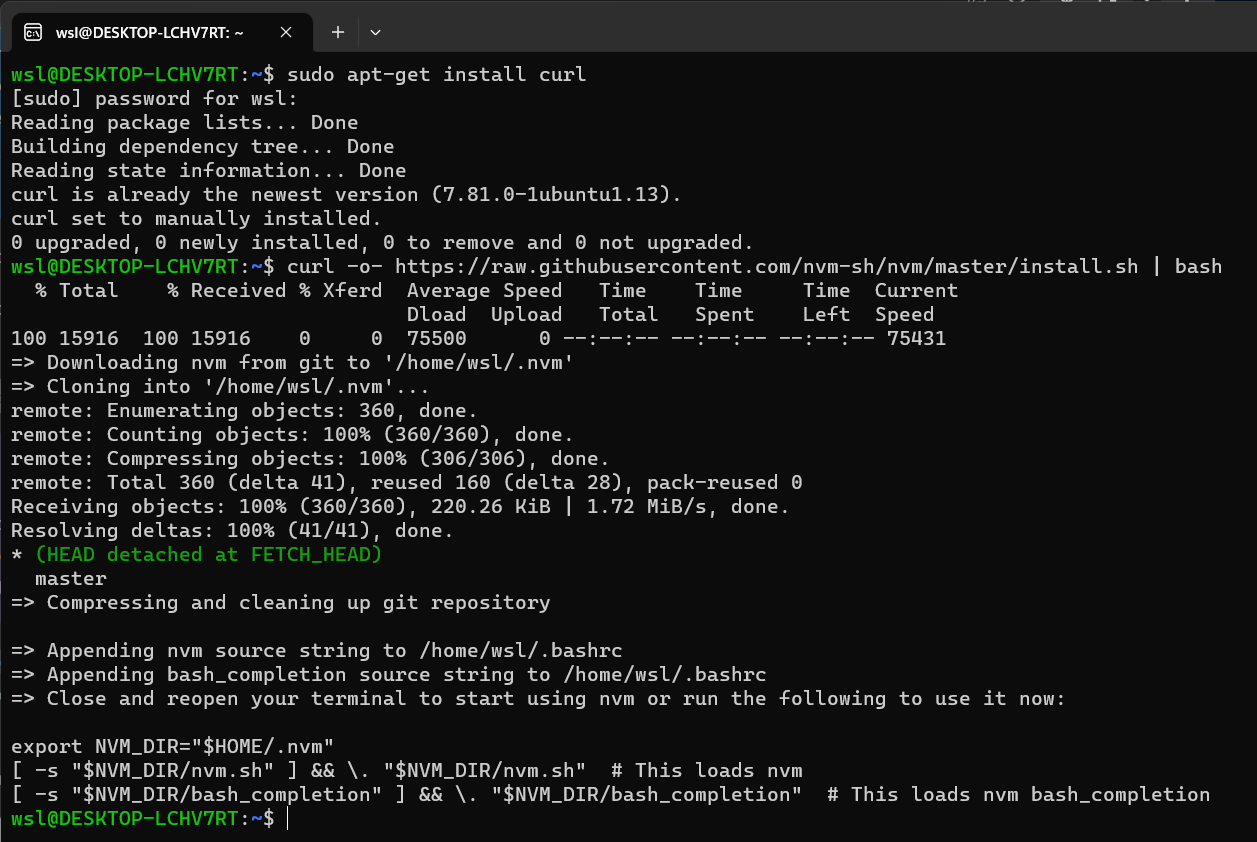 wsl@DESKTOP-LCHV7RT: ~
wsl@DESKTOP-LCHV7RT:~$ sudo apt-get install curl
[sudo] password for wsl:
Reading package lists... Done
Building dependency tree... Done
Reading state information... Done
curl is already the newest version (7.81.0-1ubuntu1.13).
curl set to manually installed.
0 upgraded, 0 newly installed, 0 to remove and 0 not upgraded.
wsl@DESKTOP-LCHV7RT:~$ curl -o- https://raw.githubusercontent.com/nvm-sh/nvm/master/install.sh | bash
  % Total    % Received % Xferd  Average Speed   Time    Time     Time  Current
                                 Dload  Upload   Total   Spent    Left  Speed
100 15916  100 15916    0     0  75500      0 --:--:-- --:--:-- --:--:-- 75431
=> Downloading nvm from git to '/home/wsl/.nvm'
=> Cloning into '/home/wsl/.nvm'...
remote: Enumerating objects: 360, done.
remote: Counting objects: 100% (360/360), done.
remote: Compressing objects: 100% (306/306), done.
remote: Total 360 (delta 41), reused 160 (delta 28), pack-reused 0
Receiving objects: 100% (360/360), 220.26 KiB | 1.72 MiB/s, done.
Resolving deltas: 100% (41/41), done.
* (HEAD detached at FETCH_HEAD)
  master
=> Compressing and cleaning up git repository
=> Appending nvm source string to /home/wsl/.bashrc
=> Appending bash_completion source string to /home/wsl/.bashrc
=> Close and reopen your terminal to start using nvm or run the following to use it now:
export NVM_DIR="$HOME/.nvm"
[ -s "$NVM_DIR/nvm.sh" ] && \. "$NVM_DIR/nvm.sh"  # This loads nvm
[ -s "$NVM_DIR/bash_completion" ] && \. "$NVM_DIR/bash_completion"  # This loads nvm bash_completion
wsl@DESKTOP-LCHV7RT:~$